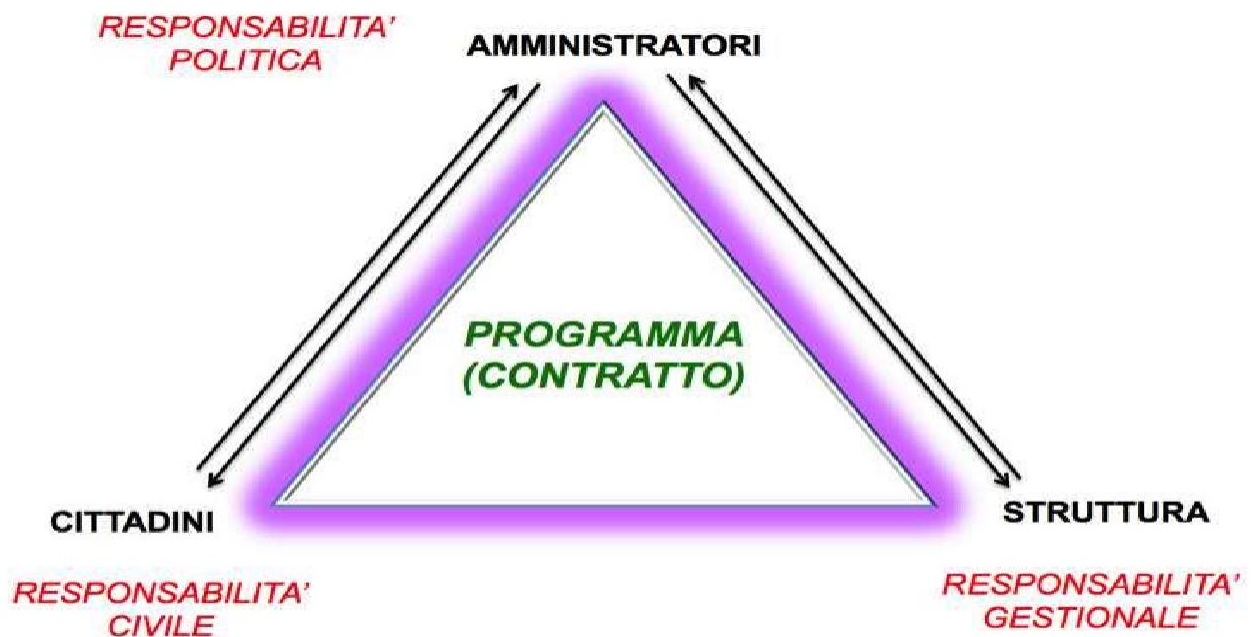 RESPONSABILITA'
POLITICA
AMMINISTRATORI
PROGRAMMA
(CONTRATTO)
CITTADINI
STRUTTURA
RESPONSABILITA'
CIVILE
RESPONSABILITA'
GESTIONALE